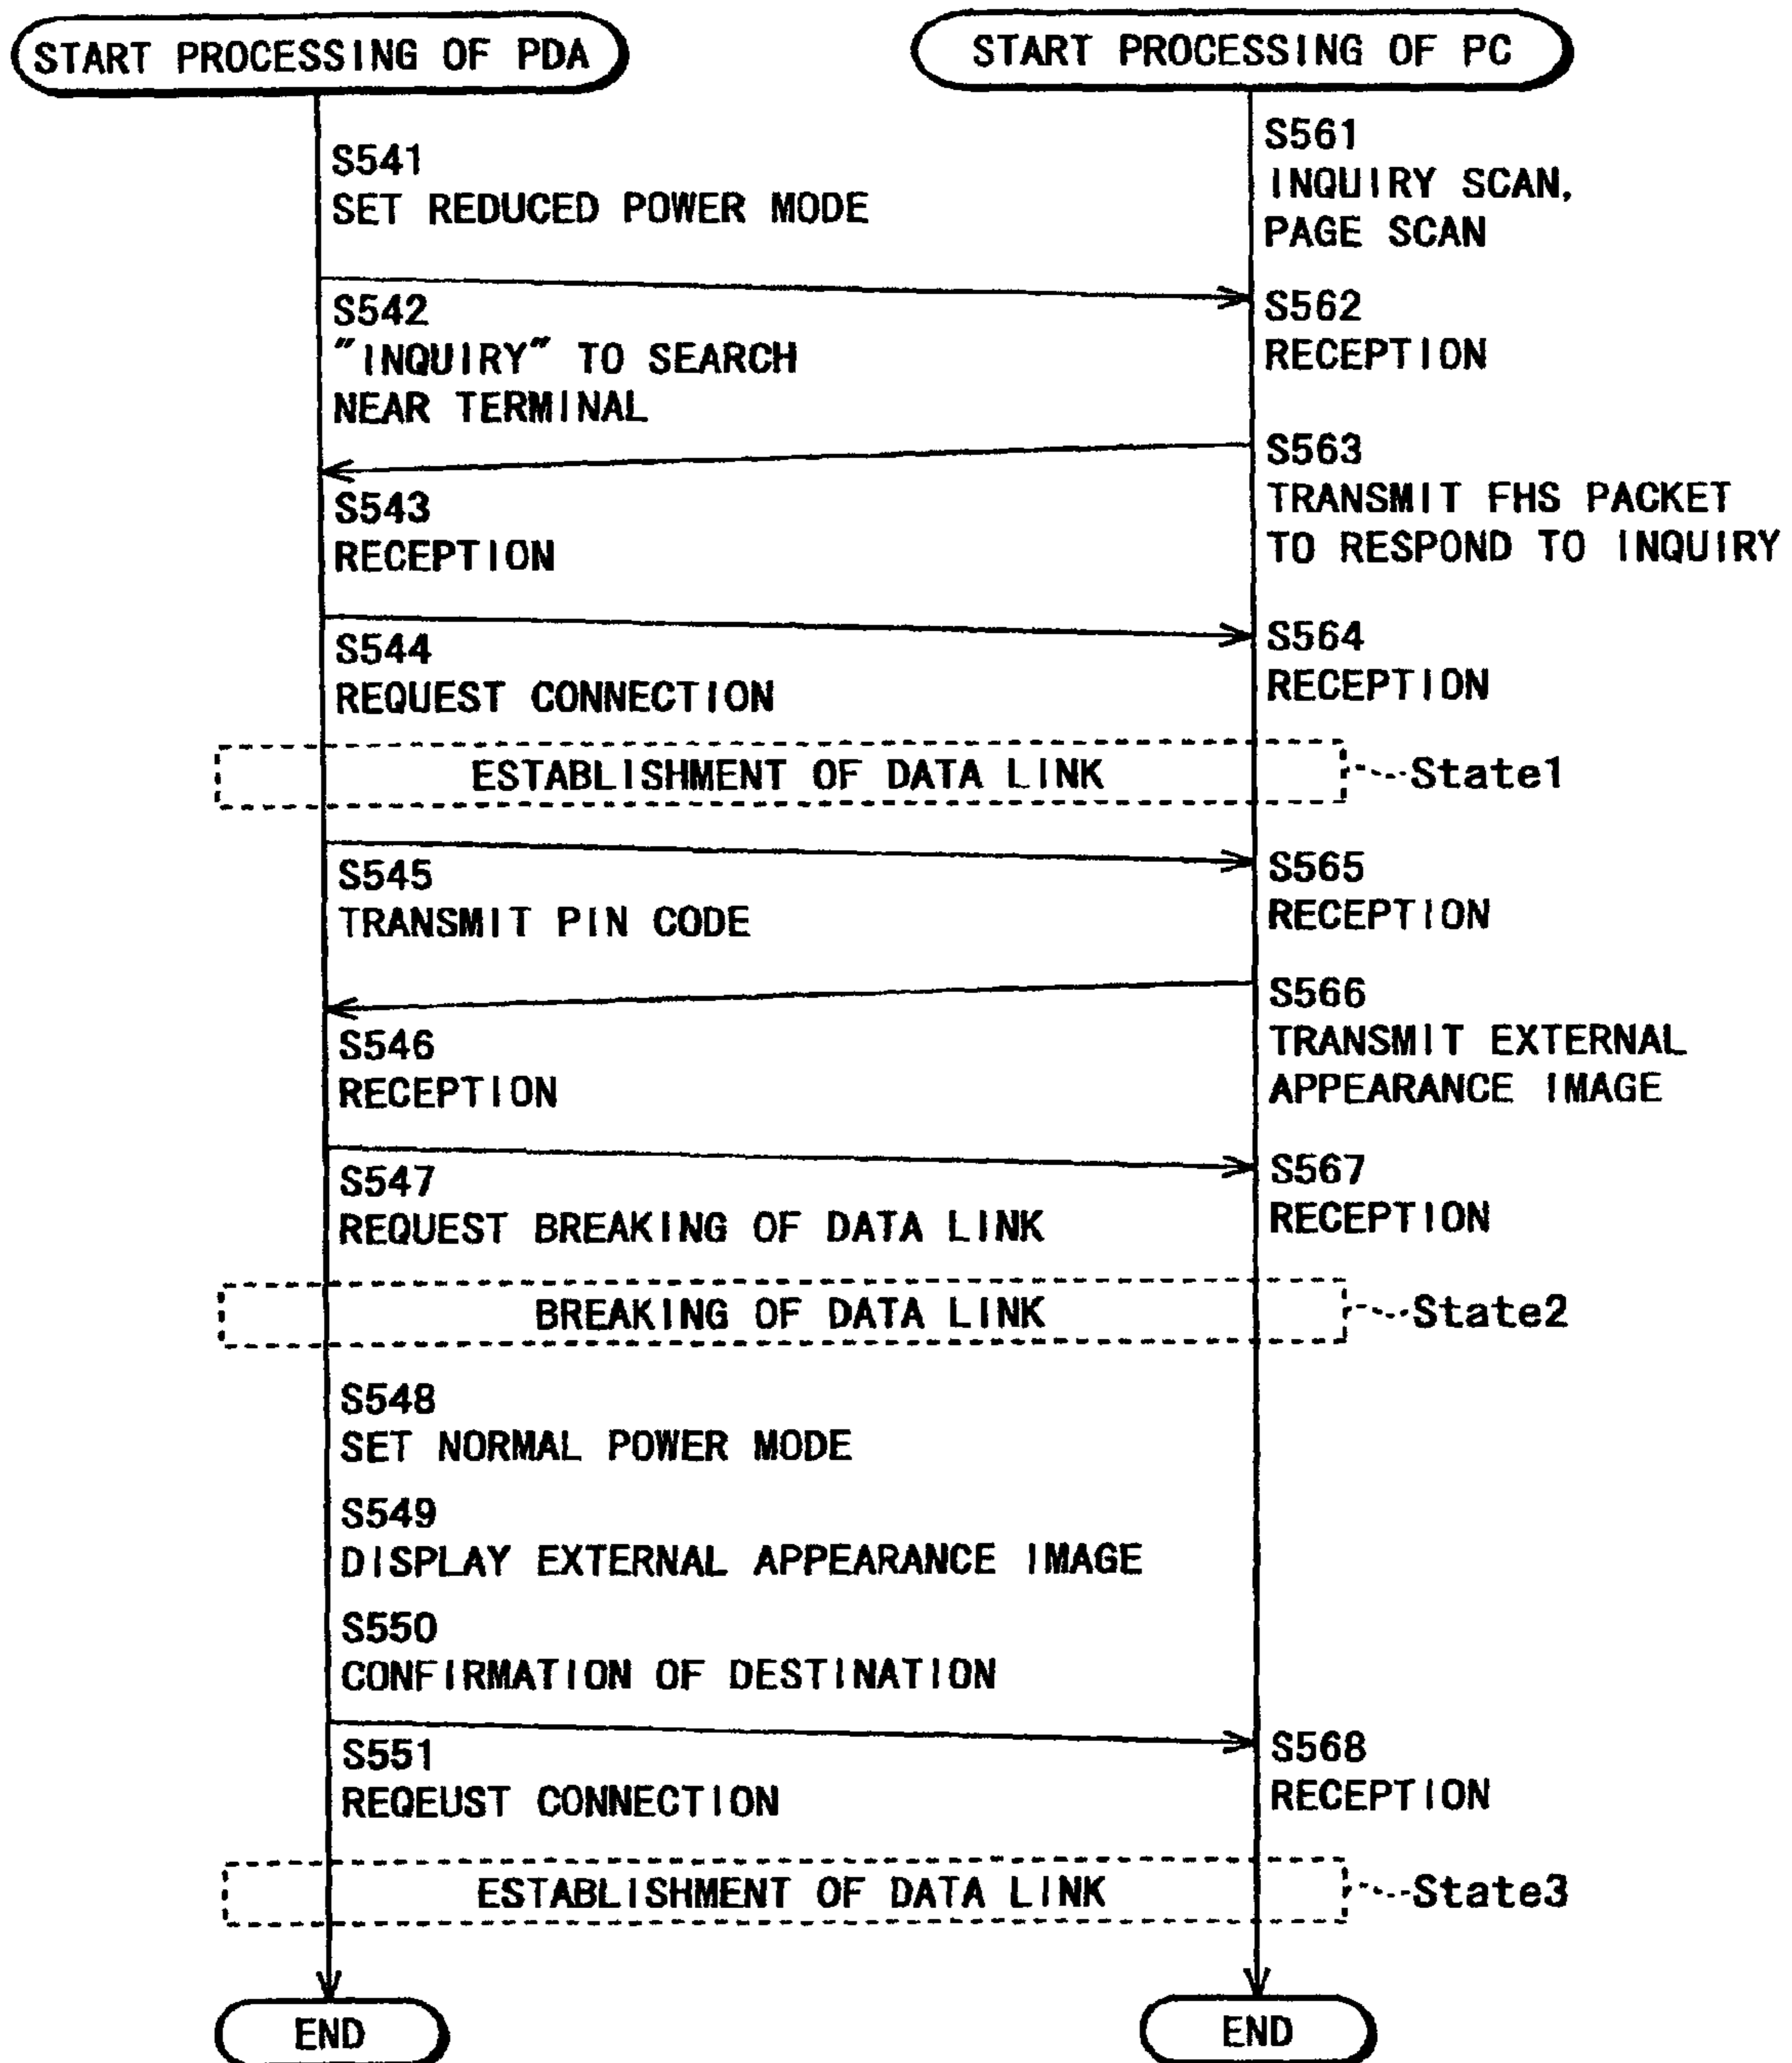 START PROCESSING OF PDA
START PROCESSING OF PC
S541
SET REDUCED POWER MODE
S561
INQUIRY SCAN,
PAGE SCAN
S542
"INQUIRY" TO SEARCH
NEAR TERMINAL
S562
RECEPTION
S563
TRANSMIT FHS PACKET
TO RESPOND TO INQUIRY
S543
RECEPTION
S544
REQUEST CONNECTION
S564
RECEPTION
ESTABLISHMENT OF DATA LINK
State1
S545
TRANSMIT PIN CODE
S565
RECEPTION
S566
TRANSMIT EXTERNAL
APPEARANCE IMAGE
S546
RECEPTION
S547
REQUEST BREAKING OF DATA LINK
S567
RECEPTION
BREAKING OF DATA LINK
State2
S548
SET NORMAL POWER MODE
S549
DISPLAY EXTERNAL APPEARANCE IMAGE
S550
CONFIRMATION OF DESTINATION
S551
REQEUST CONNECTION
S568
RECEPTION
ESTABLISHMENT OF DATA LINK
State3
END
END